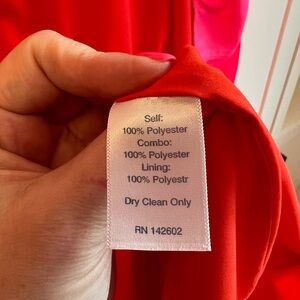 Self:
100% Polyester
Combo:
100% Polyester
Lining:
100% Polyestr
Dry Clean Only
RN 142602